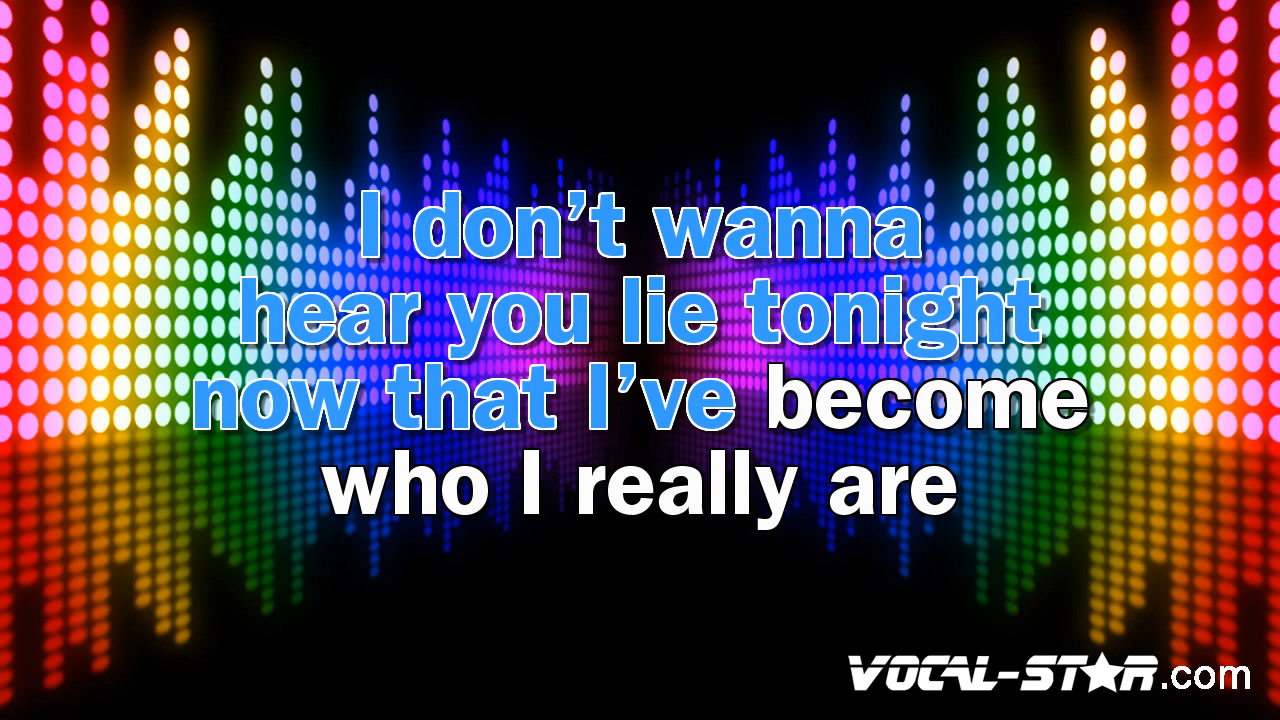 I don't wanna
hear you lie tonight
now that I've become
who I really are
VOCAL-STAR.com